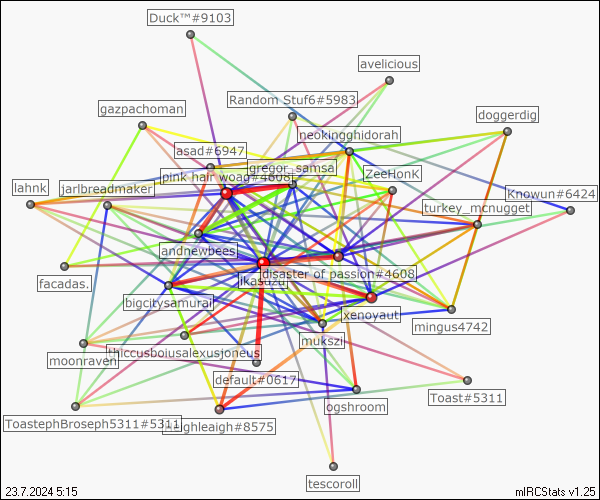 Duck™#9103
avelicious
Random Stuf6#5983
gazpachoman
doggerdig
neokingghidorah
asad#6947
gregor_samsa
pink hair woag#4608
ZeeHonK
lahnk
jarlbreadmaker
Knowun#6424
turkey_mcnugget
andnewbees
disaster of passion#4608
facadas.
bigcitysamurai
xenoyaut
mingus4742
mukszi
moonraven
thiccusboiusalexusjoneus
default#0617
Toast#5311
ogshroom
ToastephBroseph5311#5311
#8575
tescoroll
23.7.2024 5:15
mIRCStats v1.25